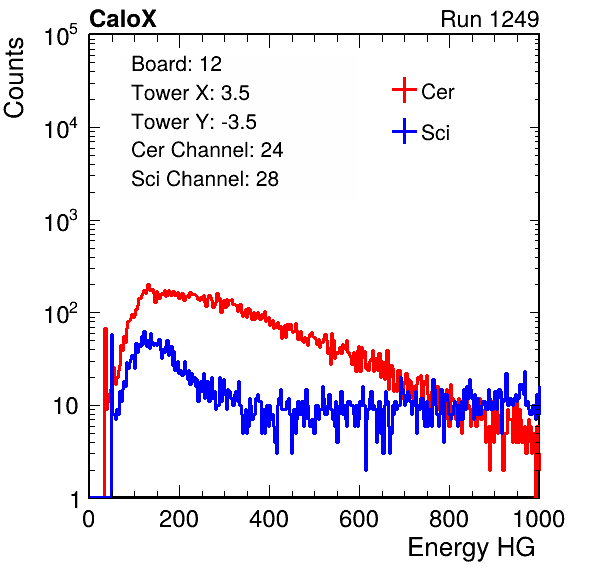 CaloX Run 1249
Counts
Board: 12
Tower X: 3.5
Tower Y: -3.5
Cer Channel: 24
Sci Channel: 28
Cer
Sci
10^5
10^4
10^3
10^2
10
1
0 200 400 600 800 1000
Energy HG